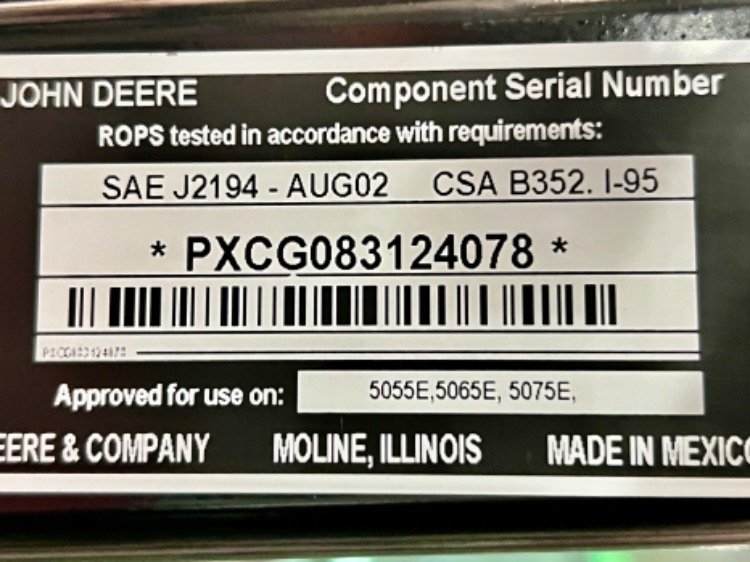 JOHN DEERE Component Serial Number
ROPS tested in accordance with requirements:
SAE J2194 - AUG02 CSA B352. I-95
* PXCG083124078 *
PXCG083124078
Approved for use on: 5055E,5065E, 5075E,
EERE & COMPANY MOLINE, ILLINOIS MADE IN MEXICO